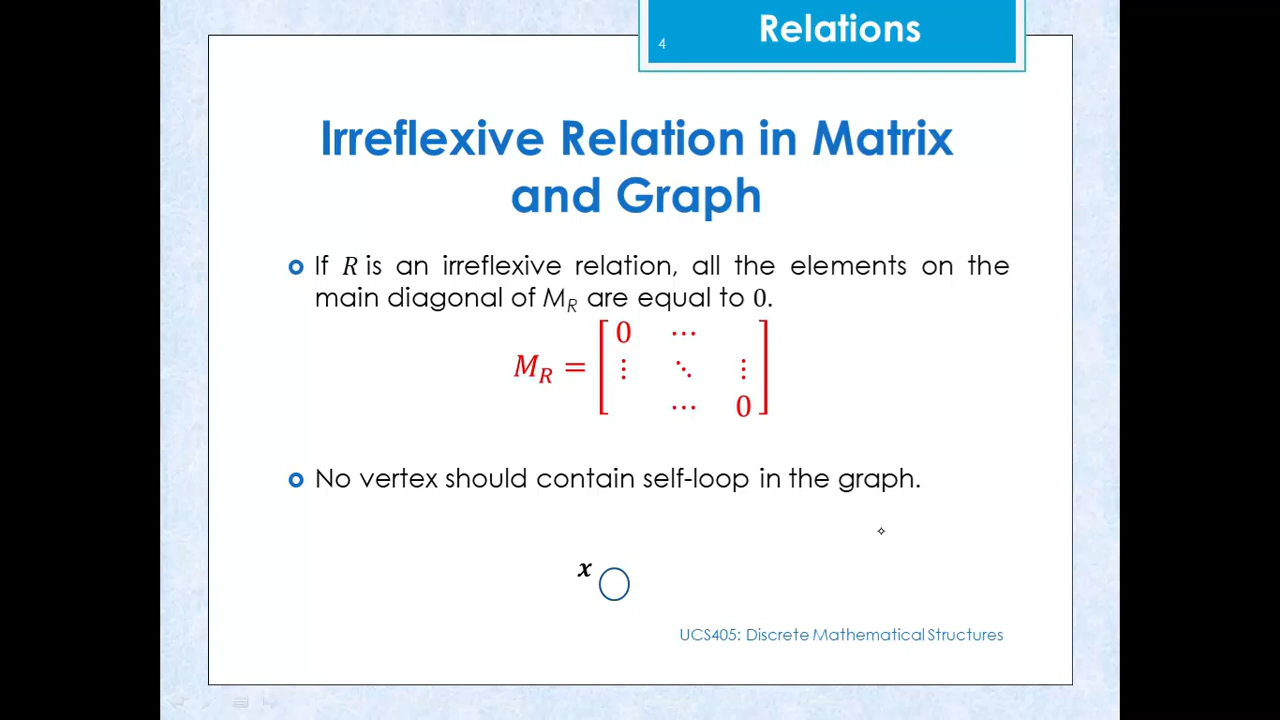 Relations
4
Irreflexive Relation in Matrix
and Graph
If R is an irreflexive relation, all the elements on the
main diagonal of M_R are equal to 0.
M_R = [0 ⋯
⋮ ⋱ ⋮
⋯ 0]
No vertex should contain self-loop in the graph.
x
UCS405: Discrete Mathematical Structures